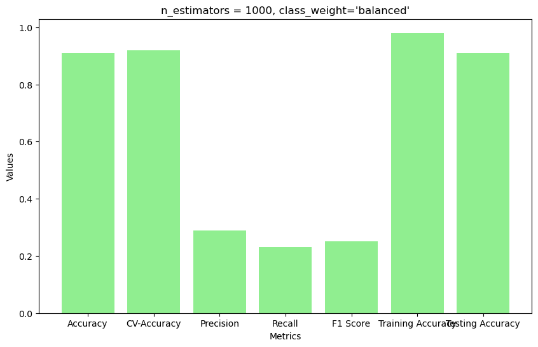 n_estimators = 1000, class_weight='balanced'
Values
1.0
0.8
0.6
0.4
0.2
0.0
Accuracy CV-Accuracy Precision Recall F1 Score Training Accuracy Testing Accuracy
Metrics